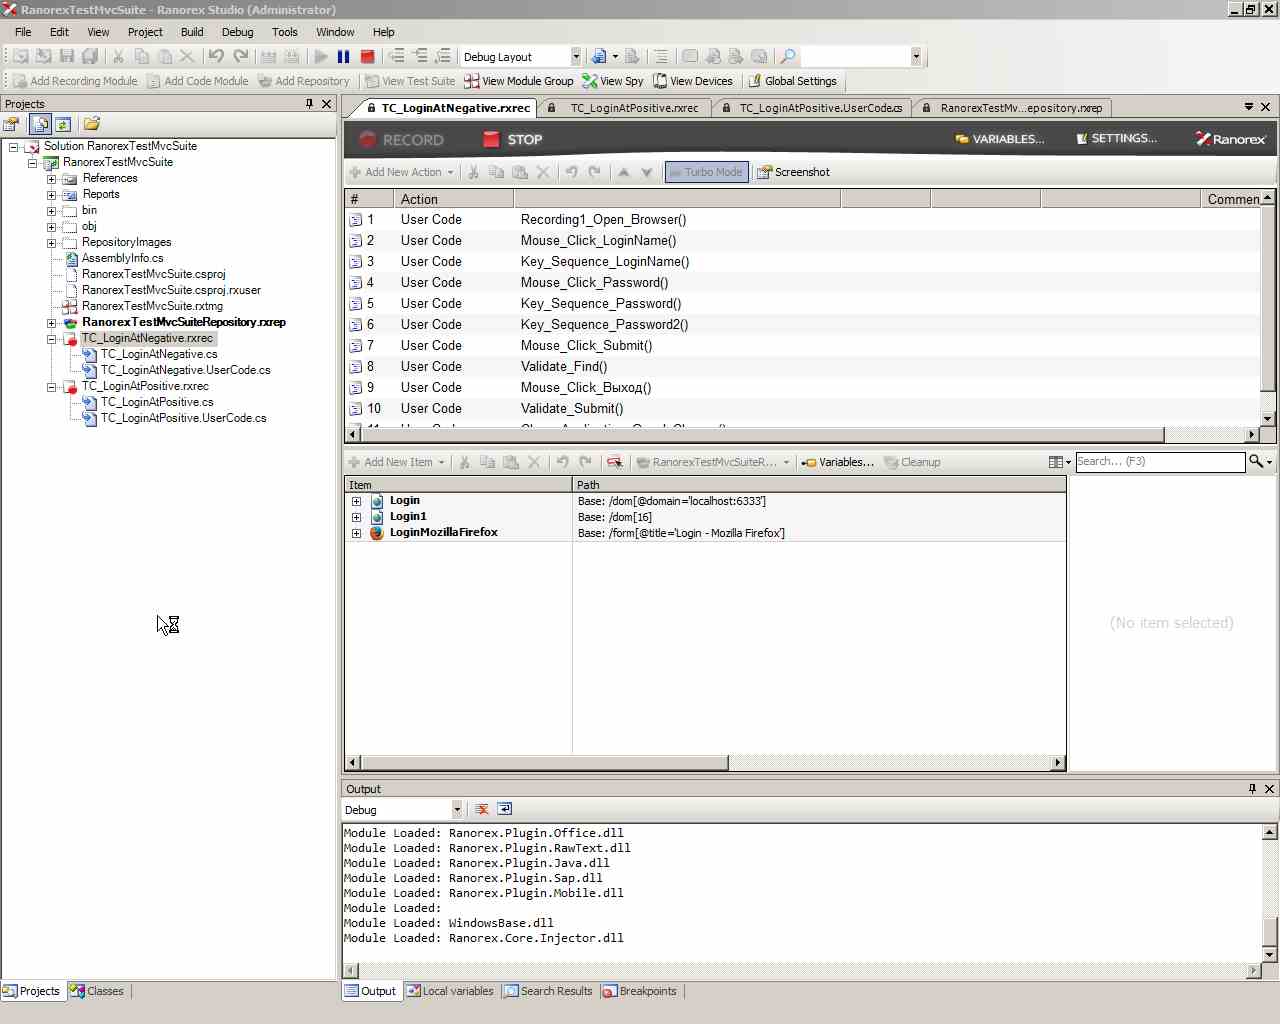 RanorexTestMvcSuite - Ranorex Studio (Administrator)
File Edit View Project Build Debug Tools Window Help
Debug Layout
Add Recording Module Add Code Module Add Repository View Test Suite View Module Group View Spy View Devices Global Settings
Projects
Solution RanorexTestMvcSuite
RanorexTestMvcSuite
References
Reports
bin
obj
RepositoryImages
AssemblyInfo.cs
RanorexTestMvcSuite.csproj
RanorexTestMvcSuite.csproj.rxuser
RanorexTestMvcSuite.rxtmg
RanorexTestMvcSuiteRepository.rxrep
TC_LoginAtNegative.rxrec
TC_LoginAtNegative.cs
TC_LoginAtNegative.UserCode.cs
TC_LoginAtPositive.rxrec
TC_LoginAtPositive.cs
TC_LoginAtPositive.UserCode.cs
Projects Classes
TC_LoginAtNegative.rxrec TC_LoginAtPositive.rxrec TC_LoginAtPositive.UserCode.cs RanorexTestMv...epository.rxrep
RECORD STOP VARIABLES... SETTINGS... Ranorex
Add New Action Turbo Mode Screenshot
# Action Commen
1 User Code Recording1_Open_Browser()
2 User Code Mouse_Click_LoginName()
3 User Code Key_Sequence_LoginName()
4 User Code Mouse_Click_Password()
5 User Code Key_Sequence_Password()
6 User Code Key_Sequence_Password2()
7 User Code Mouse_Click_Submit()
8 User Code Validate_Find()
9 User Code Mouse_Click_Выход()
10 User Code Validate_Submit()
Add New Item RanorexTestMvcSuiteR... Variables... Cleanup Search... (F3)
Item Path
Login Base: /dom[@domain='localhost:6333']
Login1 Base: /dom[16]
LoginMozillaFirefox Base: /form[@title='Login - Mozilla Firefox']
(No item selected)
Output
Debug
Module Loaded: Ranorex.Plugin.Office.dll
Module Loaded: Ranorex.Plugin.RawText.dll
Module Loaded: Ranorex.Plugin.Java.dll
Module Loaded: Ranorex.Plugin.Sap.dll
Module Loaded: Ranorex.Plugin.Mobile.dll
Module Loaded:
Module Loaded: WindowsBase.dll
Module Loaded: Ranorex.Core.Injector.dll
Output Local variables Search Results Breakpoints